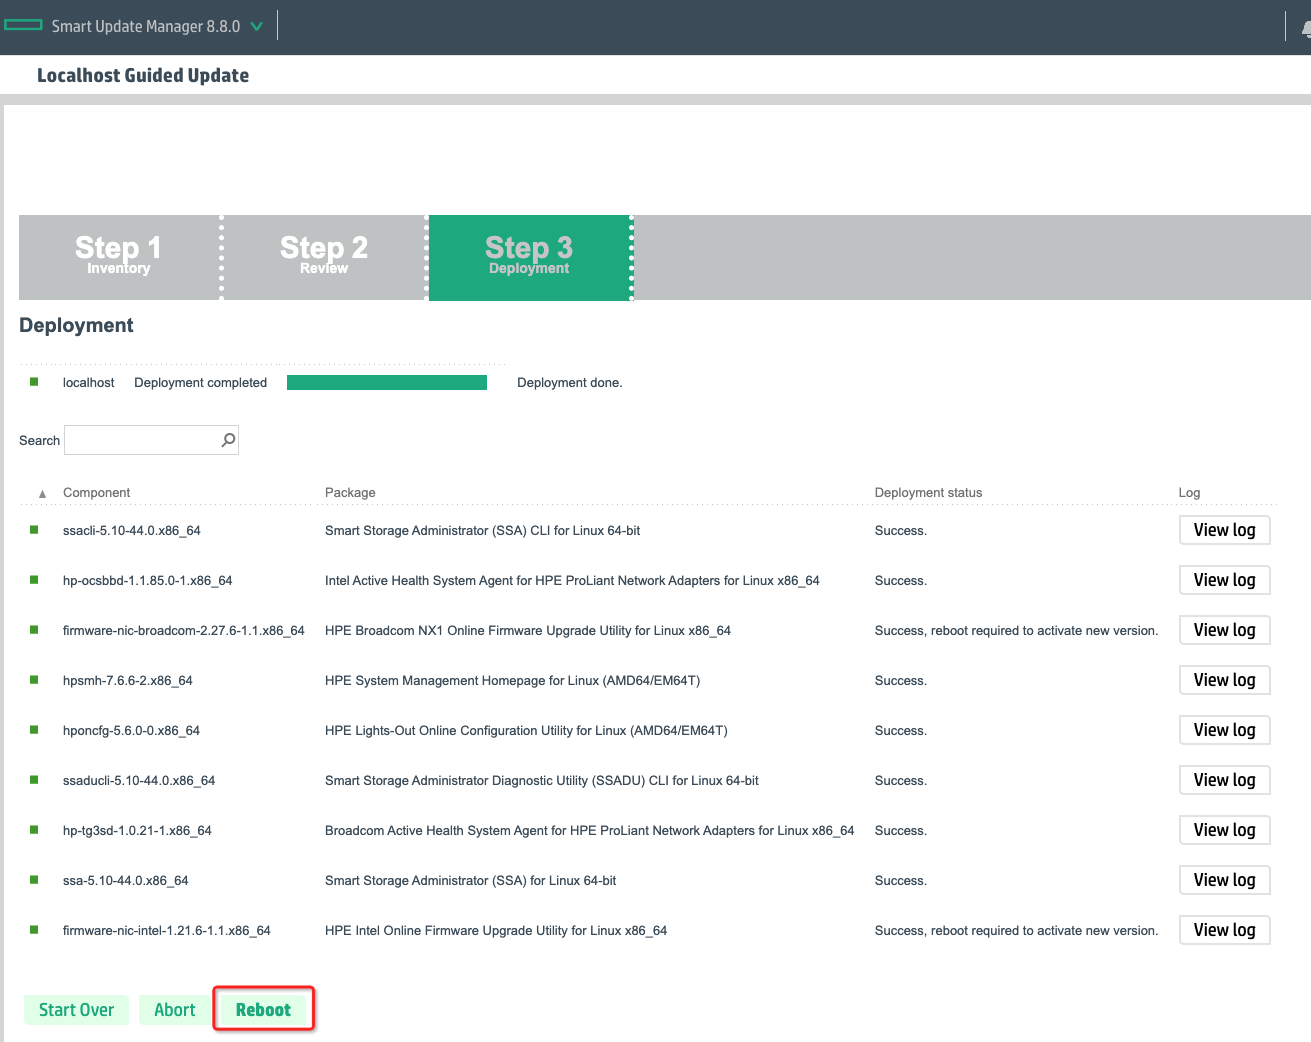 Smart Update Manager 8.8.0
Localhost Guided Update
Step 1
Inventory
Step 2
Review
Step 3
Deployment
Deployment
localhost Deployment completed Deployment done.
Search
Component Package Deployment status Log
ssacli-5.10-44.0.x86_64 Smart Storage Administrator (SSA) CLI for Linux 64-bit Success. View log
hp-ocsbbd-1.1.85.0-1.x86_64 Intel Active Health System Agent for HPE ProLiant Network Adapters for Linux x86_64 Success. View log
firmware-nic-broadcom-2.27.6-1.1.x86_64 HPE Broadcom NX1 Online Firmware Upgrade Utility for Linux x86_64 Success, reboot required to activate new version. View log
hpsmh-7.6.6-2.x86_64 HPE System Management Homepage for Linux (AMD64/EM64T) Success. View log
hponcfg-5.6.0-0.x86_64 HPE Lights-Out Online Configuration Utility for Linux (AMD64/EM64T) Success. View log
ssaducli-5.10-44.0.x86_64 Smart Storage Administrator Diagnostic Utility (SSADU) CLI for Linux 64-bit Success. View log
hp-tg3sd-1.0.21-1.x86_64 Broadcom Active Health System Agent for HPE ProLiant Network Adapters for Linux x86_64 Success. View log
ssa-5.10-44.0.x86_64 Smart Storage Administrator (SSA) for Linux 64-bit Success. View log
firmware-nic-intel-1.21.6-1.1.x86_64 HPE Intel Online Firmware Upgrade Utility for Linux x86_64 Success, reboot required to activate new version. View log
Start Over Abort Reboot